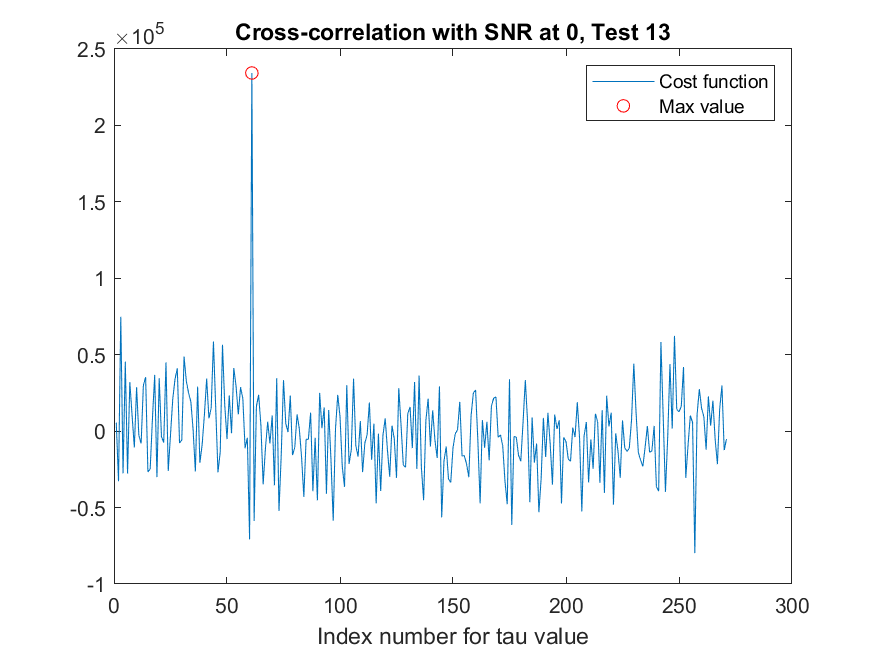 Cross-correlation with SNR at 0, Test 13
×10^5
2.5
2
1.5
1
0.5
0
-0.5
-1
0 50 100 150 200 250 300
Index number for tau value
Cost function
Max value